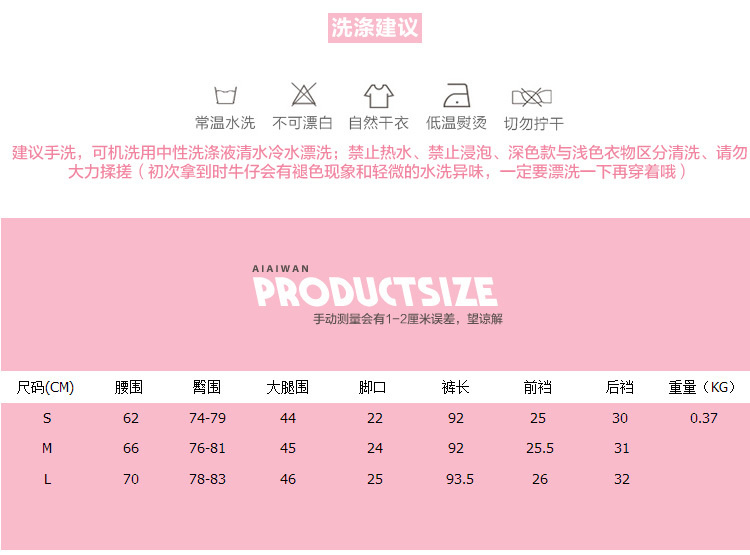 洗涤建议
常温水洗 不可漂白 自然干衣 低温熨烫 切勿拧干
建议手洗，可机洗用中性洗涤液清水冷水漂洗；禁止热水、禁止浸泡、深色款与浅色衣物区分清洗、请勿
大力揉搓（初次拿到时牛仔会有褪色现象和轻微的水洗异味，一定要漂洗一下再穿着哦）
AIAIWAN
PRODUCTSIZE
手动测量会有1-2厘米误差，望谅解
尺码(CM) 腰围 臀围 大腿围 脚口 裤长 前裆 后裆 重量（KG）
S 62 74-79 44 22 92 25 30 0.37
M 66 76-81 45 24 92 25.5 31
L 70 78-83 46 25 93.5 26 32